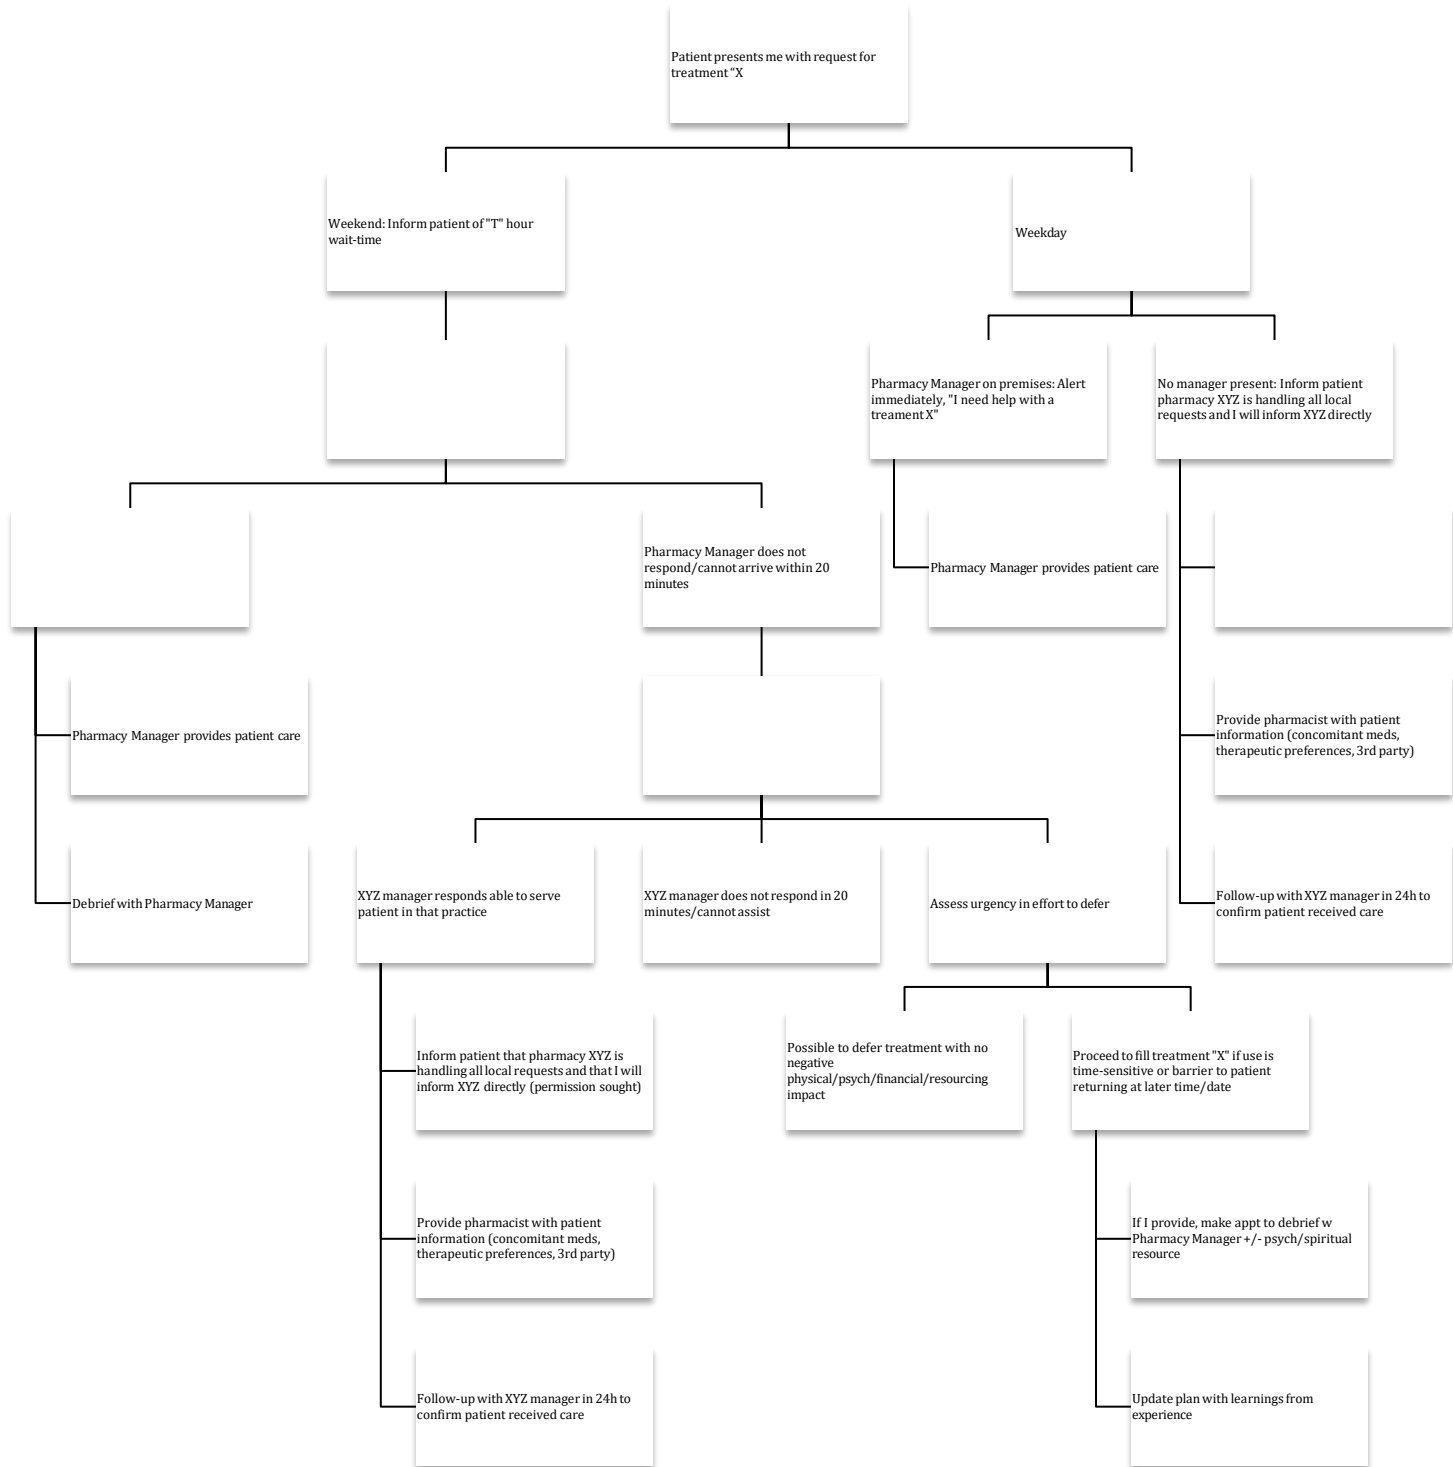 Patient presents me with request for
treatment “X
Weekend: Inform patient of "T" hour
wait-time
Weekday
Pharmacy Manager on premises: Alert
immediately, "I need help with a
treament X"
No manager present: Inform patient
pharmacy XYZ is handling all local
requests and I will inform XYZ directly
Pharmacy Manager does not
respond/cannot arrive within 20
minutes
Pharmacy Manager provides patient care
Pharmacy Manager provides patient care
Provide pharmacist with patient
information (concomitant meds,
therapeutic preferences, 3rd party)
Debrief with Pharmacy Manager
XYZ manager responds able to serve
patient in that practice
XYZ manager does not respond in 20
minutes/cannot assist
Assess urgency in effort to defer
Follow-up with XYZ manager in 24h to
confirm patient received care
Inform patient that pharmacy XYZ is
handling all local requests and that I will
inform XYZ directly (permission sought)
Possible to defer treatment with no
negative
physical/psych/financial/resourcing
impact
Proceed to fill treatment "X" if use is
time-sensitive or barrier to patient
returning at later time/date
Provide pharmacist with patient
information (concomitant meds,
therapeutic preferences, 3rd party)
If I provide, make appt to debrief w
Pharmacy Manager +/- psych/spiritual
resource
Follow-up with XYZ manager in 24h to
confirm patient received care
Update plan with learnings from
experience